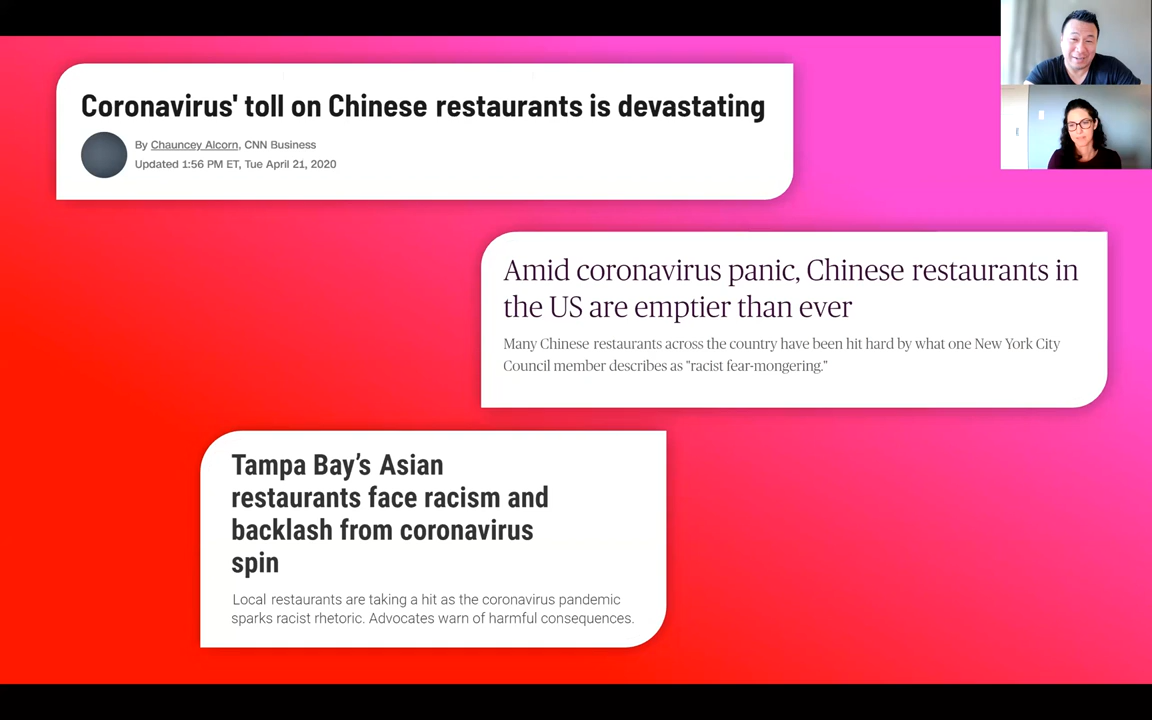 Coronavirus' toll on Chinese restaurants is devastating
By Chauncey Alcorn, CNN Business
Updated 1:56 PM ET, Tue April 21, 2020
Amid coronavirus panic, Chinese restaurants in
the US are emptier than ever
Many Chinese restaurants across the country have been hit hard by what one New York City
Council member describes as "racist fear-mongering."
Tampa Bay’s Asian
restaurants face racism and
backlash from coronavirus
spin
Local restaurants are taking a hit as the coronavirus pandemic
sparks racist rhetoric. Advocates warn of harmful consequences.